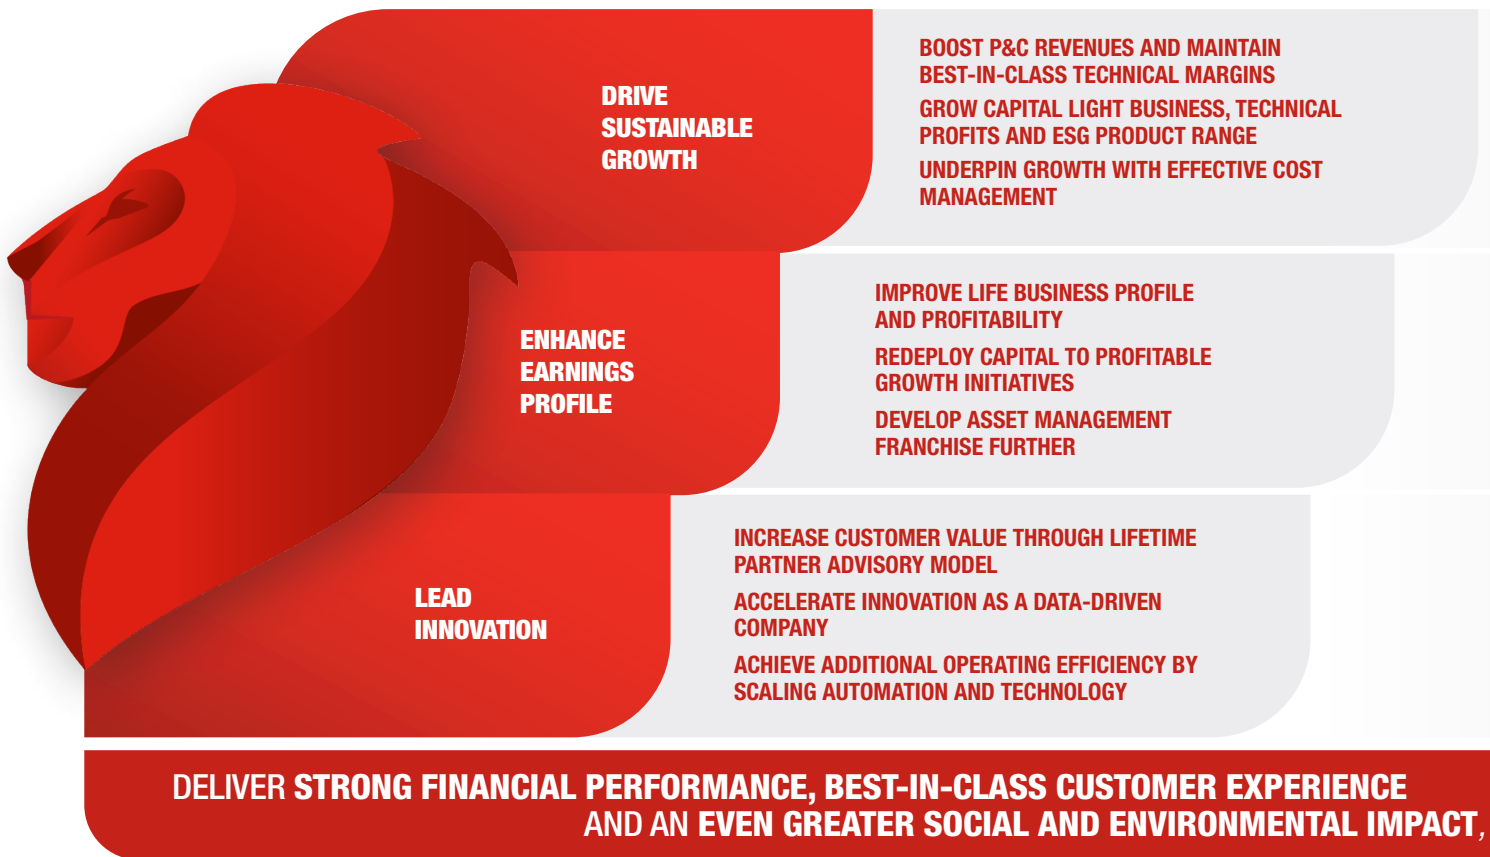 DRIVE
SUSTAINABLE
GROWTH
BOOST P&C REVENUES AND MAINTAIN
BEST-IN-CLASS TECHNICAL MARGINS
GROW CAPITAL LIGHT BUSINESS, TECHNICAL
PROFITS AND ESG PRODUCT RANGE
UNDERPIN GROWTH WITH EFFECTIVE COST
MANAGEMENT
ENHANCE
EARNINGS
PROFILE
IMPROVE LIFE BUSINESS PROFILE
AND PROFITABILITY
REDEPLOY CAPITAL TO PROFITABLE
GROWTH INITIATIVES
DEVELOP ASSET MANAGEMENT
FRANCHISE FURTHER
LEAD
INNOVATION
INCREASE CUSTOMER VALUE THROUGH LIFETIME
PARTNER ADVISORY MODEL
ACCELERATE INNOVATION AS A DATA-DRIVEN
COMPANY
ACHIEVE ADDITIONAL OPERATING EFFICIENCY BY
SCALING AUTOMATION AND TECHNOLOGY
DELIVER STRONG FINANCIAL PERFORMANCE, BEST-IN-CLASS CUSTOMER EXPERIENCE
AND AN EVEN GREATER SOCIAL AND ENVIRONMENTAL IMPACT,